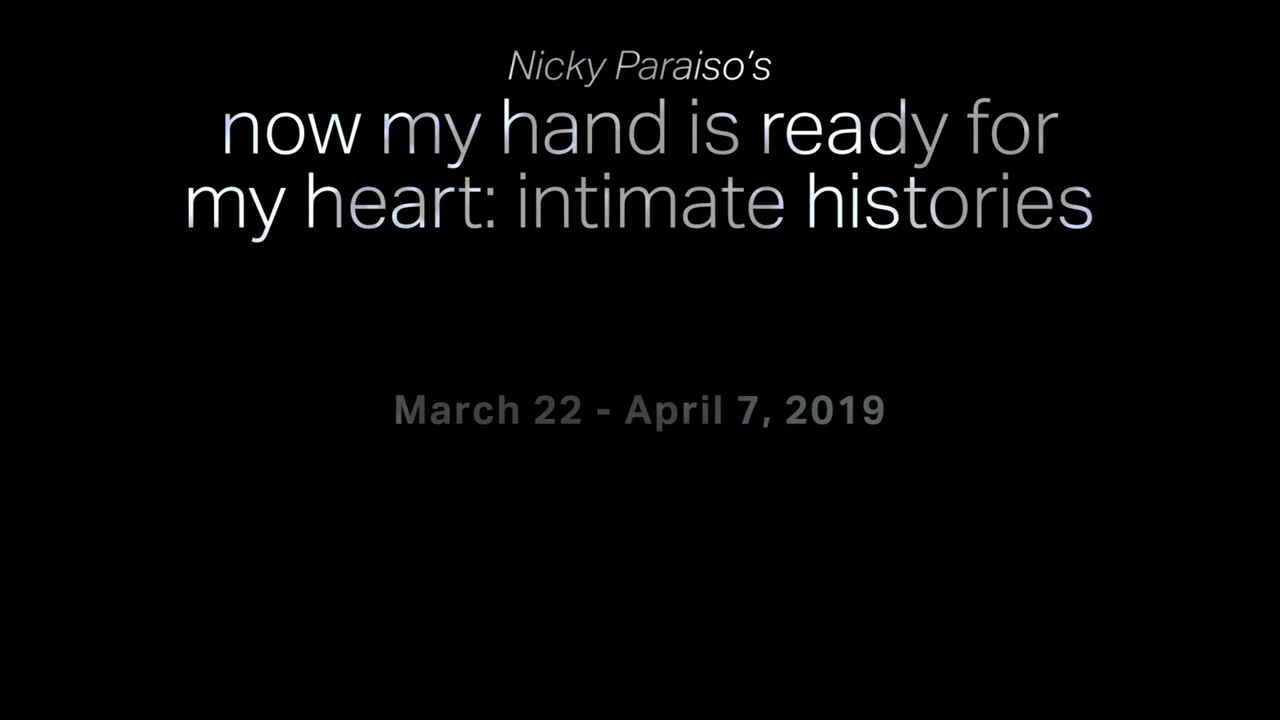 Nicky Paraiso's
now my hand is ready for
my heart: intimate histories
March 22 - April 7, 2019